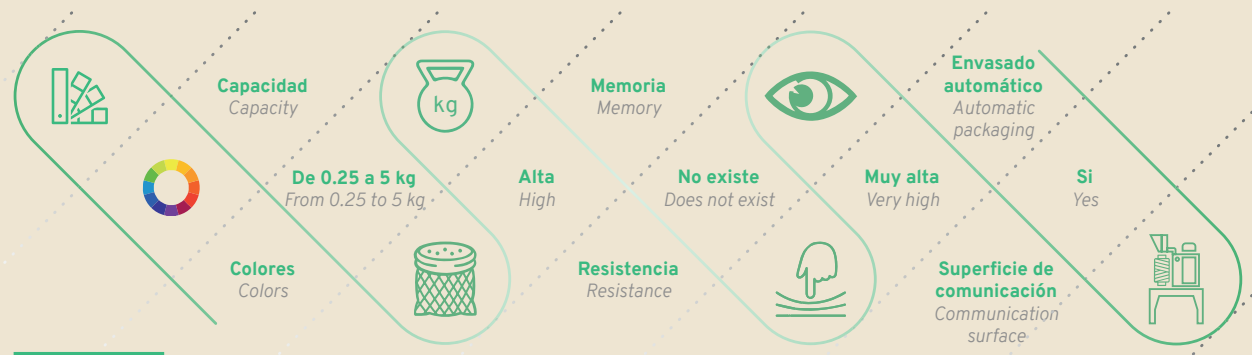 Capacidad
Capacity
kg
Memoria
Memory
Envasado
automático
Automatic
packaging
De 0.25 a 5 kg
From 0.25 to 5 kg
Alta
High
No existe
Does not exist
Muy alta
Very high
Si
Yes
Colores
Colors
Resistencia
Resistance
Superficie de
comunicación
Communication
surface